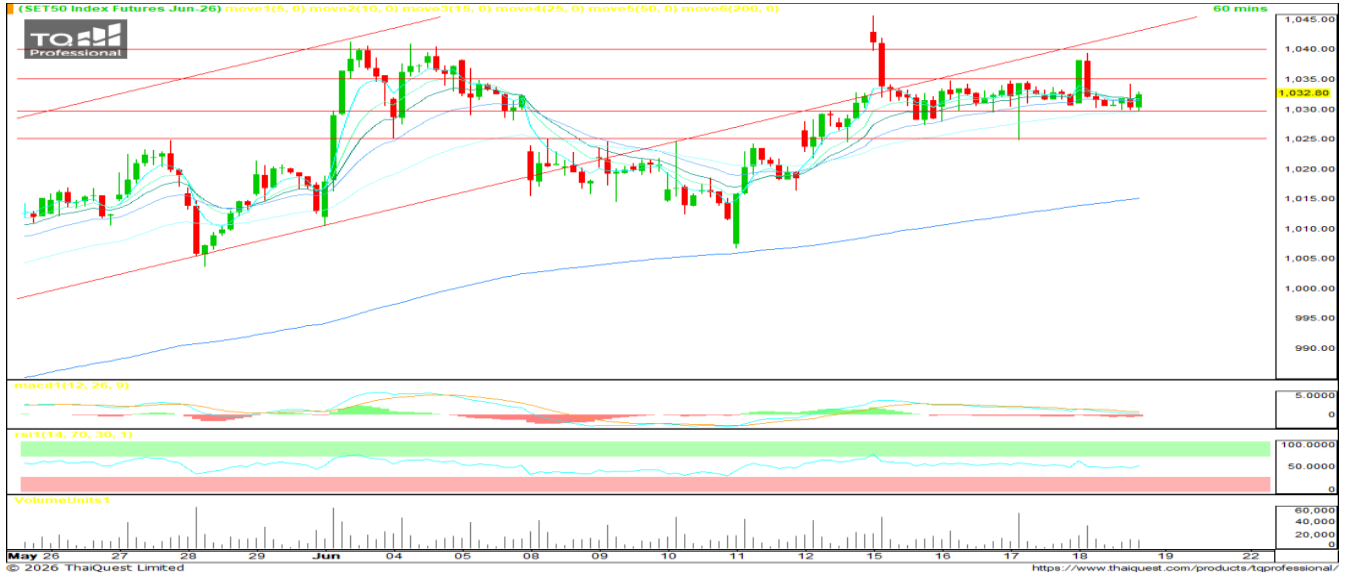 (SET50 Index Futures Jun-26) move1(5, 0) move2(10, 0) move3(15, 0) move4(25, 0) move5(50, 0) move6(200, 0) 60 mins
TQ
Professional
1,045.00
1,040.00
1,035.00
1,032.80
1,030.00
1,025.00
1,020.00
1,015.00
1,010.00
1,005.00
1,000.00
995.00
990.00
macd1(12, 26, 9)
5.0000
0
rsi1(14, 70, 30, 1)
100.0000
50.0000
0
VolumeUnits1
60,000
40,000
20,000
0
May 26 27 28 29 Jun 04 05 08 09 10 11 12 15 16 17 18 19 22
© 2026 ThaiQuest Limited https://www.thaiquest.com/products/tqprofessional/